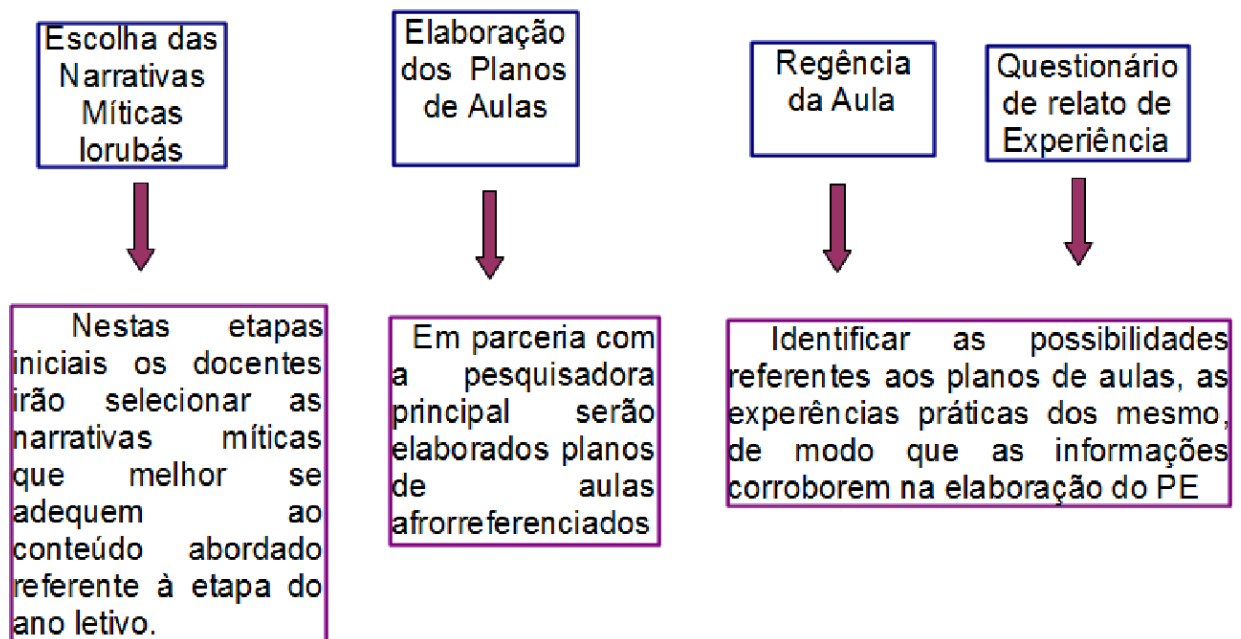 Escolha das
Narrativas
Míticas
Iorubás
Elaboração
dos Planos
de Aulas
Regência
da Aula
Questionário
de relato de
Experiência
Nestas etapas
iniciais os docentes
irão selecionar as
narrativas míticas
que melhor se
adequem ao
conteúdo abordado
referente à etapa do
ano letivo.
Em parceria com
a pesquisadora
principal serão
elaborados planos
de aulas
afrorreferenciados
Identificar as possibilidades
referentes aos planos de aulas, as
experências práticas dos mesmo,
de modo que as informações
corroborem na elaboração do PE